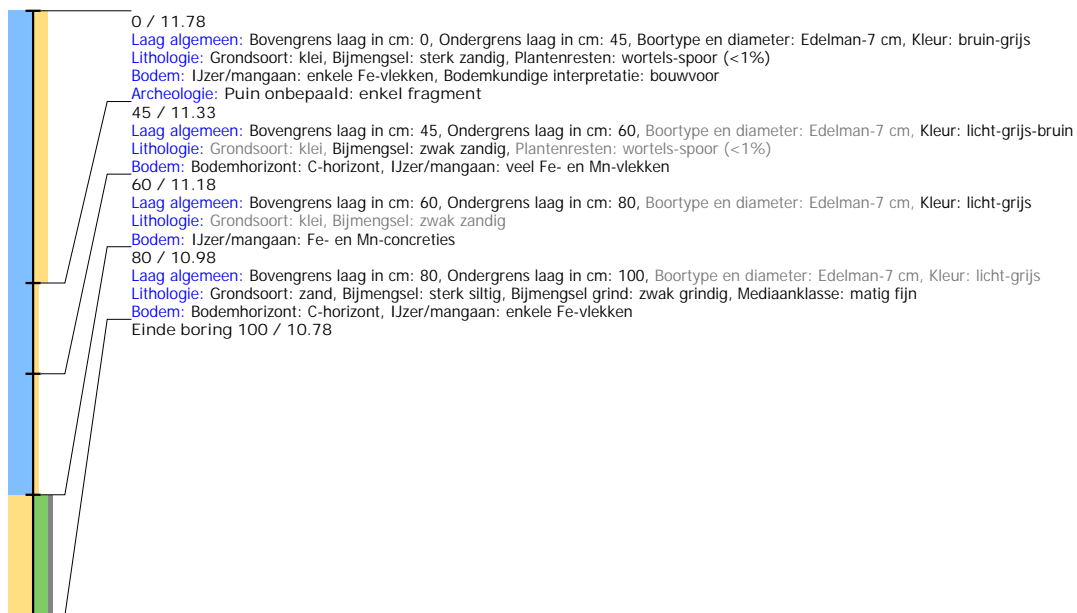 0 / 11.78
Laag algemeen: Bovengrens laag in cm: 0, Ondergrens laag in cm: 45, Boortype en diameter: Edelman-7 cm, Kleur: bruin-grijs
Lithologie: Grondsoort: klei, Bijmengsel: sterk zandig, Plantenresten: wortels-spoor (<1%)
Bodem: IJzer/mangaan: enkele Fe-vlekken, Bodemkundige interpretatie: bouwvoor
Archeologie: Puin onbepaald: enkel fragment
45 / 11.33
Laag algemeen: Bovengrens laag in cm: 45, Ondergrens laag in cm: 60, Boortype en diameter: Edelman-7 cm, Kleur: licht-grijs-bruin
Lithologie: Grondsoort: klei, Bijmengsel: zwak zandig, Plantenresten: wortels-spoor (<1%)
Bodem: Bodemhorizont: C-horizont, IJzer/mangaan: veel Fe- en Mn-vlekken
60 / 11.18
Laag algemeen: Bovengrens laag in cm: 60, Ondergrens laag in cm: 80, Boortype en diameter: Edelman-7 cm, Kleur: licht-grijs
Lithologie: Grondsoort: klei, Bijmengsel: zwak zandig
Bodem: IJzer/mangaan: Fe- en Mn-concreties
80 / 10.98
Laag algemeen: Bovengrens laag in cm: 80, Ondergrens laag in cm: 100, Boortype en diameter: Edelman-7 cm, Kleur: licht-grijs
Lithologie: Grondsoort: zand, Bijmengsel: sterk siltig, Bijmengsel grind: zwak grindig, Mediaanklasse: matig fijn
Bodem: Bodemhorizont: C-horizont, IJzer/mangaan: enkele Fe-vlekken
Einde boring 100 / 10.78